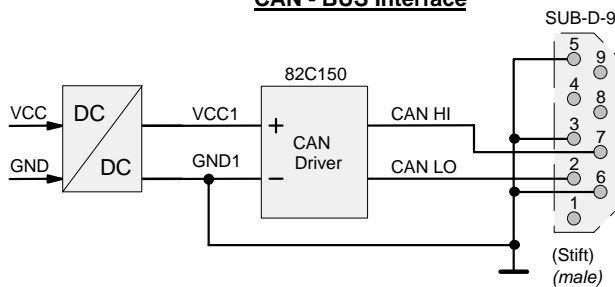 CAN - BUS Interface
SUB-D-9
82C150
VCC
DC
VCC1
+
CAN HI
GND
DC
GND1
−
CAN
Driver
CAN LO
5
9
4
8
3
7
2
6
1
(Stift)
(male)